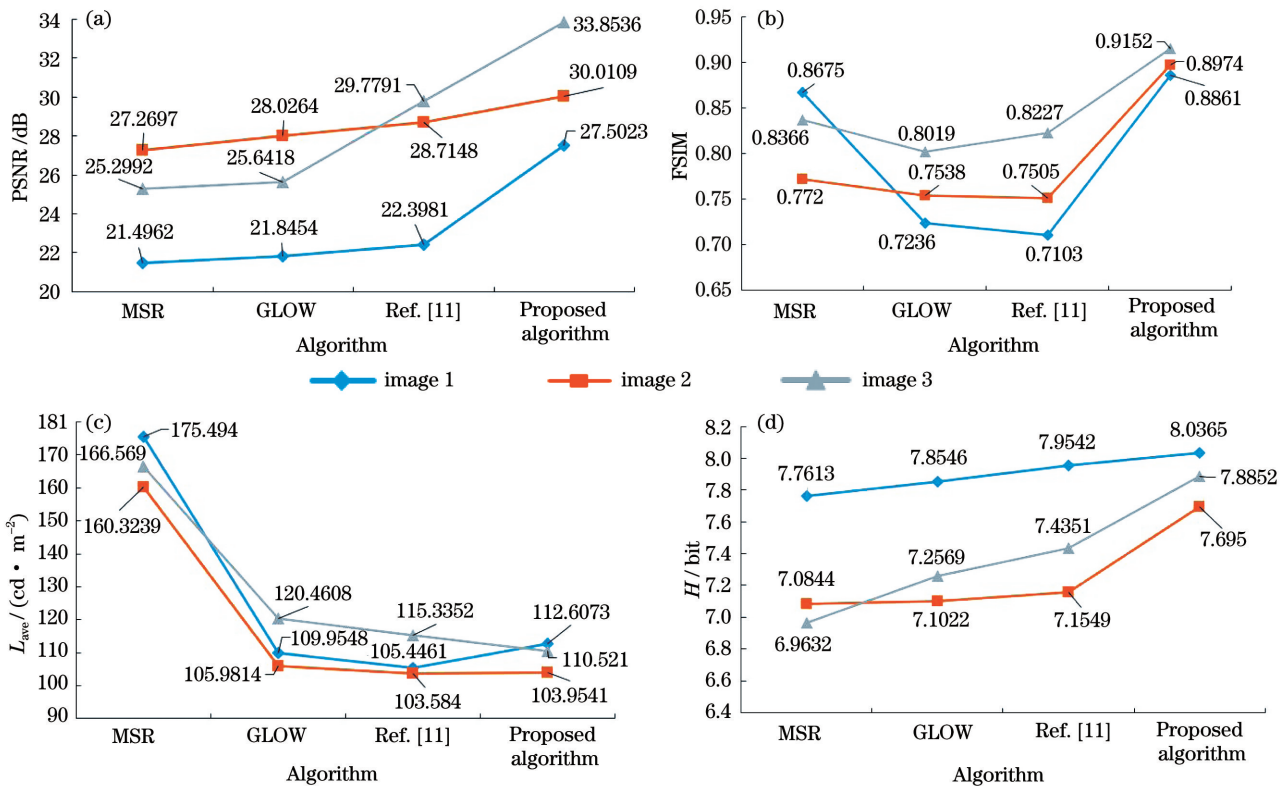 (a)
PSNR /dB
34
32
30
28
26
24
22
20
27.2697
28.0264
29.7791
33.8536
30.0109
27.5023
25.2992
25.6418
28.7148
21.4962
21.8454
22.3981
MSR
GLOW
Ref. [11]
Proposed
algorithm
Algorithm
(b)
FSIM
0.95
0.90
0.85
0.80
0.75
0.70
0.65
0.8675
0.8366
0.772
0.8019
0.7538
0.7236
0.8227
0.7505
0.7103
0.9152
0.8974
0.8861
MSR
GLOW
Ref. [11]
Proposed
algorithm
Algorithm
image 1
image 2
image 3
(c)
L_ave / (cd • m⁻²)
181
170
160
150
140
130
120
110
100
90
175.494
166.569
160.3239
120.4608
109.9548
105.9814
115.3352
105.4461
103.584
112.6073
110.521
103.9541
MSR
GLOW
Ref. [11]
Proposed
algorithm
Algorithm
(d)
H / bit
8.2
8.0
7.8
7.6
7.4
7.2
7.0
6.8
6.6
6.4
7.7613
7.8546
7.9542
8.0365
7.8852
7.695
7.0844
7.2569
7.4351
6.9632
7.1022
7.1549
MSR
GLOW
Ref. [11]
Proposed
algorithm
Algorithm